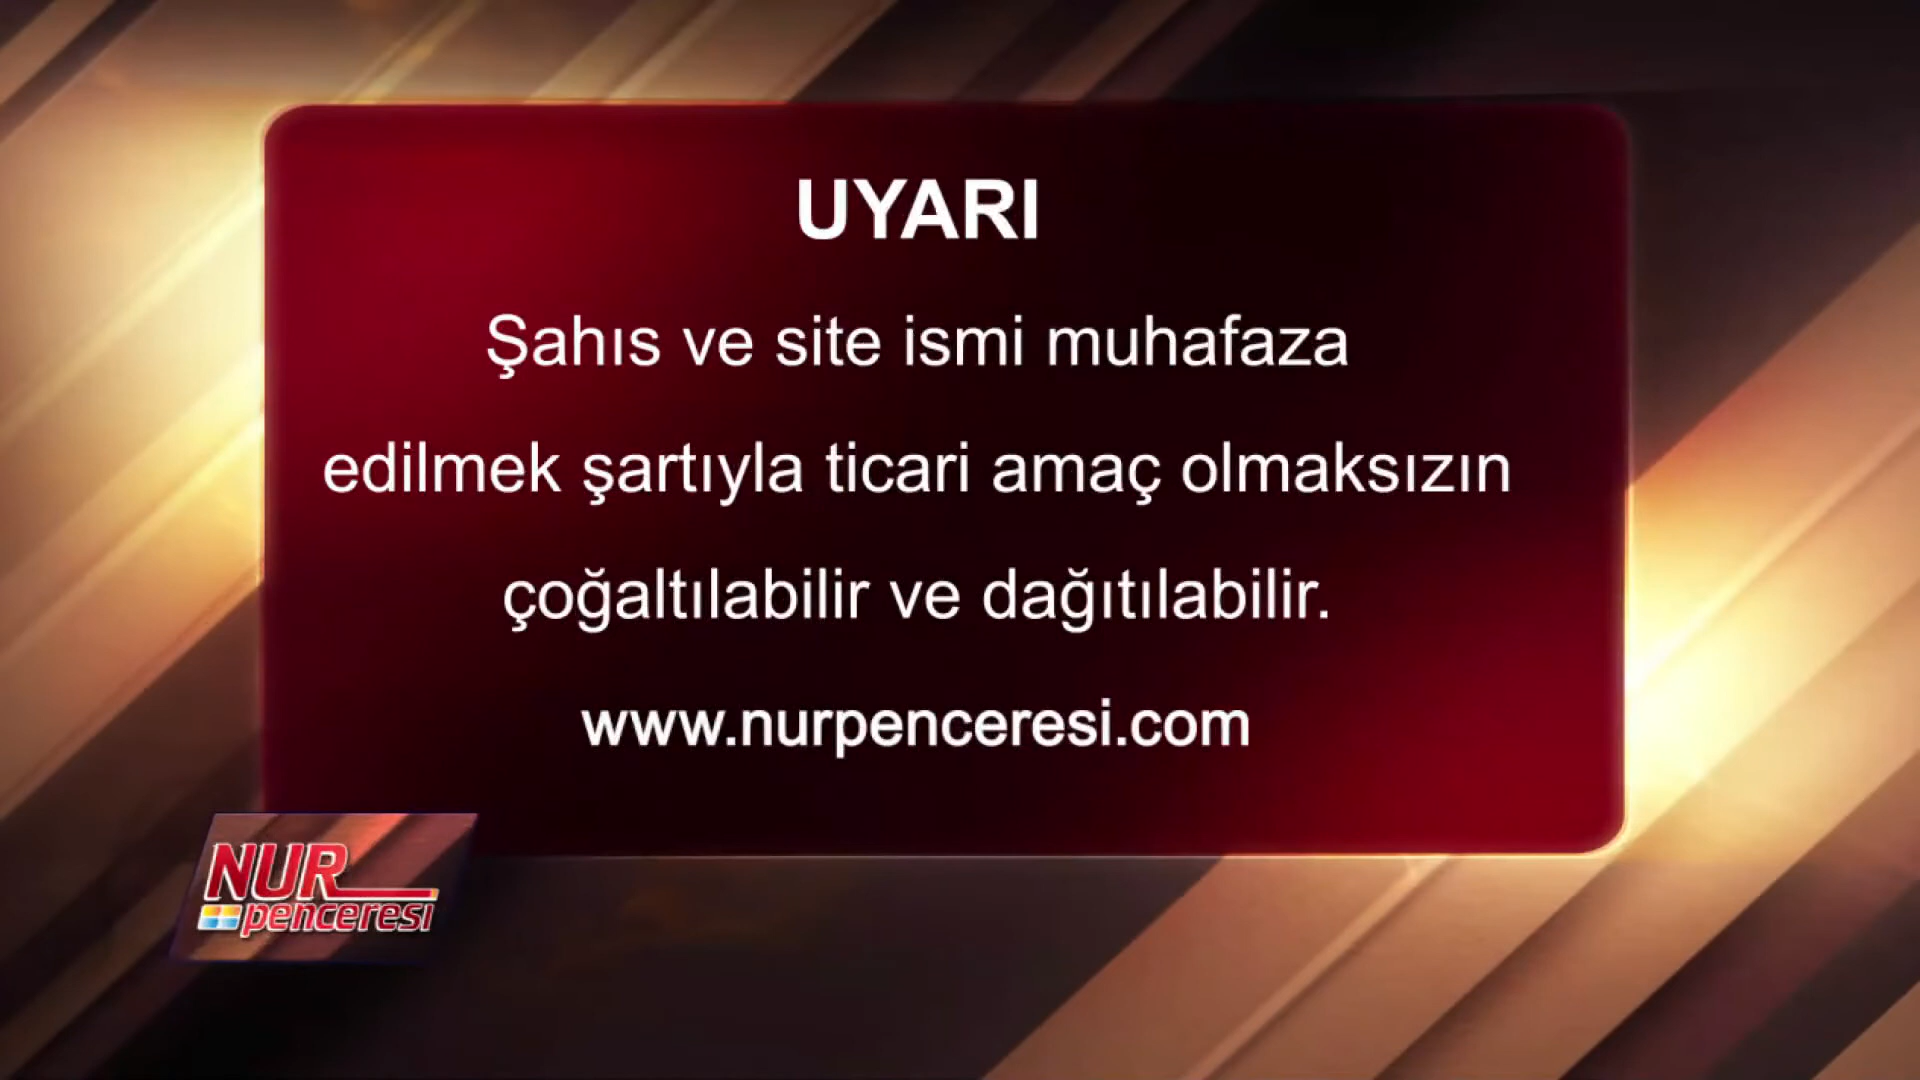 UYARI
Şahıs ve site ismi muhafaza
edilmek şartıyla ticari amaç olmaksızın
çoğaltılabilir ve dağıtılabilir.
www.nurpenceresi.com
NUR
penceresi